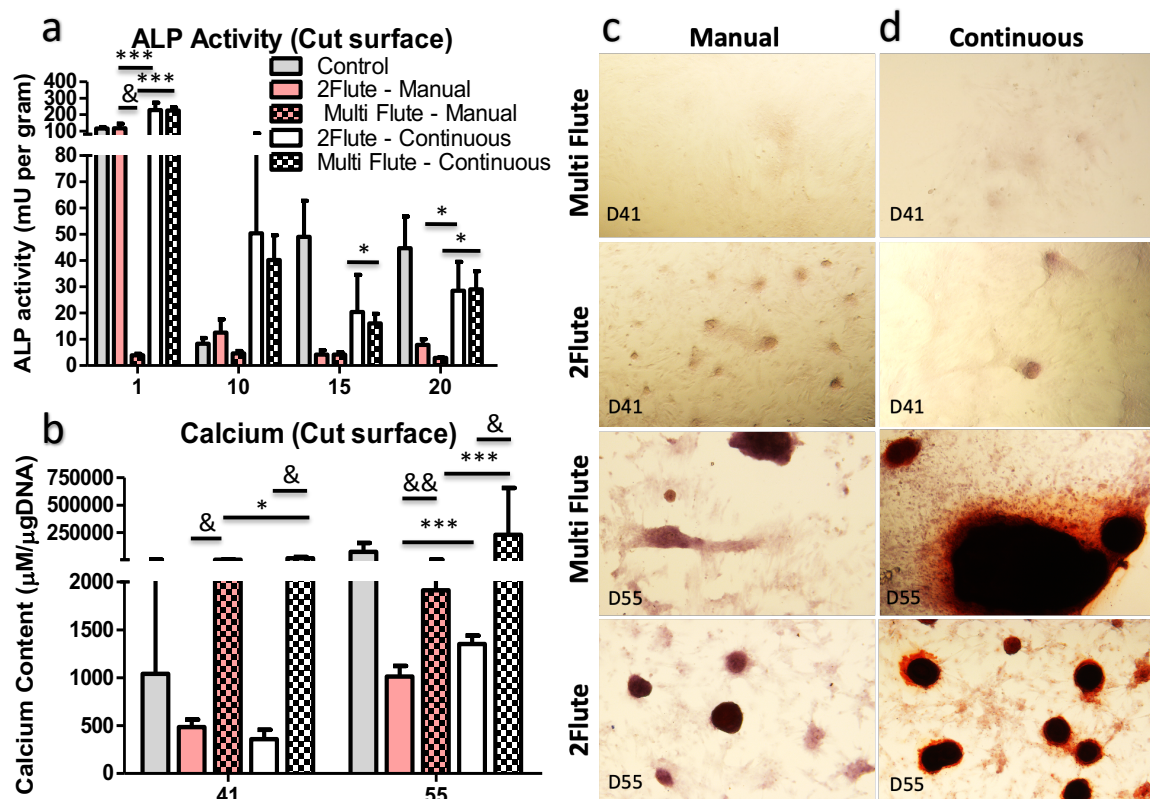 a
ALP Activity (Cut surface)
***
***
&
*
*
*
Control
2Flute - Manual
Multi Flute - Manual
2Flute - Continuous
Multi Flute - Continuous
ALP activity (mU per gram)
400
300
200
100
80
70
60
50
40
30
20
10
0
1
10
15
20
b
Calcium (Cut surface)
&
***
&
&&
*
&
***
Calcium Content (μM/μgDNA)
750000
500000
250000
2000
1500
1000
500
0
41
55
c
Manual
d
Continuous
Multi Flute
D41
D41
2Flute
D41
D41
Multi Flute
D55
D55
2Flute
D55
D55